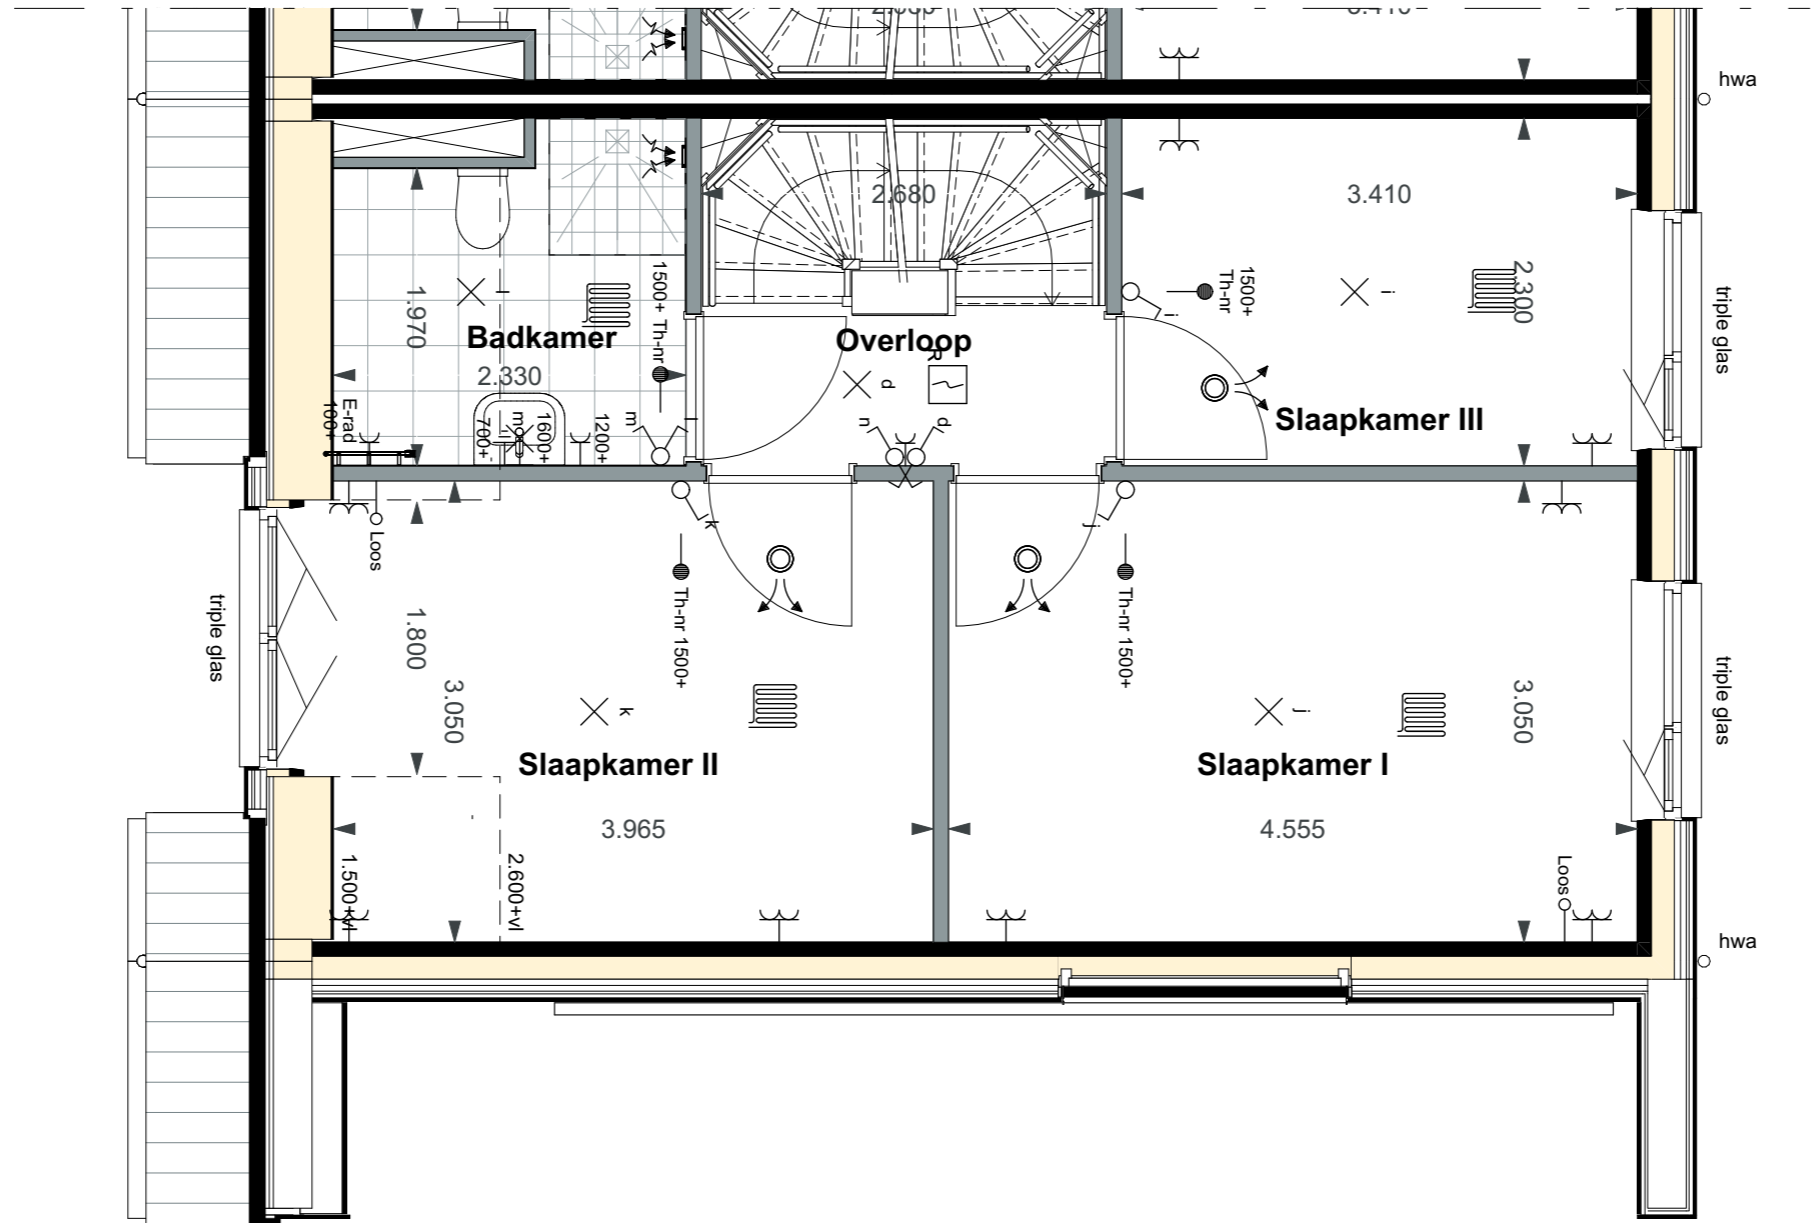 hwa
2.680
3.410
1500+ Th-nr
l
1.970
Badkamer
2.330
Overloop
R
d
1500+
Th-nr
i
i
2.300
triple glas
Slaapkamer III
E-rad
100+
700+
m
1600+
1200+
m
l
n
d
Loos
k
j
triple glas
1.800
3.050
Th-nr 1500+
k
Slaapkamer II
3.965
Th-nr 1500+
j
Slaapkamer I
4.555
3.050
triple glas
1.500+vl
2.600+vl
Loos
hwa